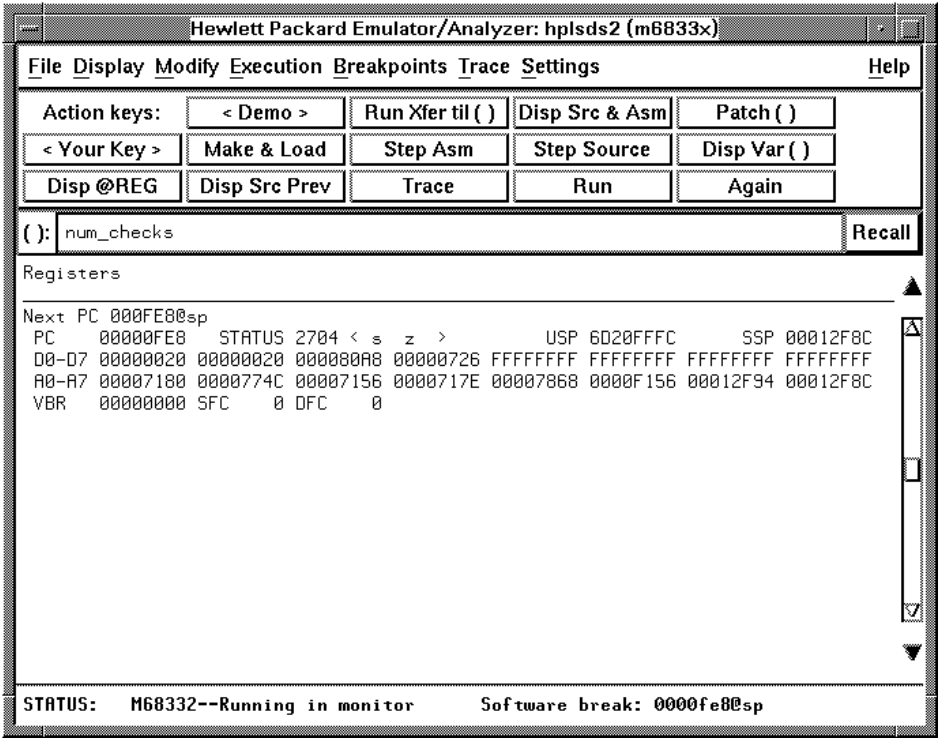 Hewlett Packard Emulator/Analyzer: hplsds2 (m6833x)
File Display Modify Execution Breakpoints Trace Settings Help
Action keys: < Demo > Run Xfer til ( ) Disp Src & Asm Patch ( )
< Your Key > Make & Load Step Asm Step Source Disp Var ( )
Disp @REG Disp Src Prev Trace Run Again
( ): num_checks Recall
Registers
Next PC 000FE8@sp
PC 00000FE8 STATUS 2704 < s z > USP 6D20FFFC SSP 00012F8C
D0-D7 00000020 00000020 000080A8 00000726 FFFFFFFF FFFFFFFF FFFFFFFF FFFFFFFF
A0-A7 00007180 0000774C 00007156 0000717E 00007868 0000F156 00012F94 00012F8C
VBR 00000000 SFC 0 DFC 0
STATUS: M68332--Running in monitor Software break: 0000fe8@sp